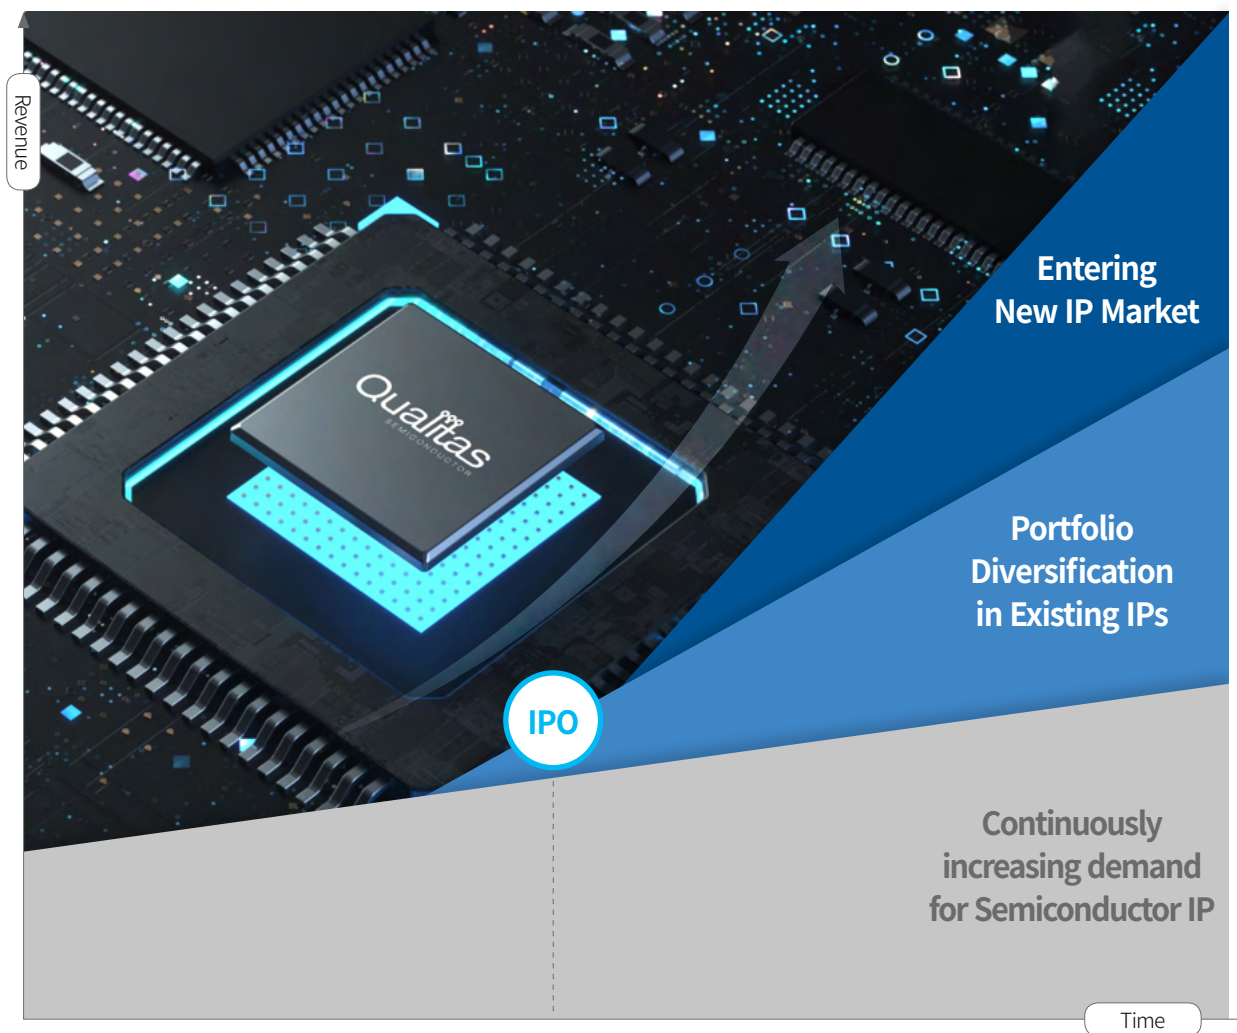 Revenue
Entering
New IP Market
Qualitas
SEMICONDUCTOR
Portfolio
Diversification
in Existing IPs
IPO
Continuously
increasing demand
for Semiconductor IP
Time